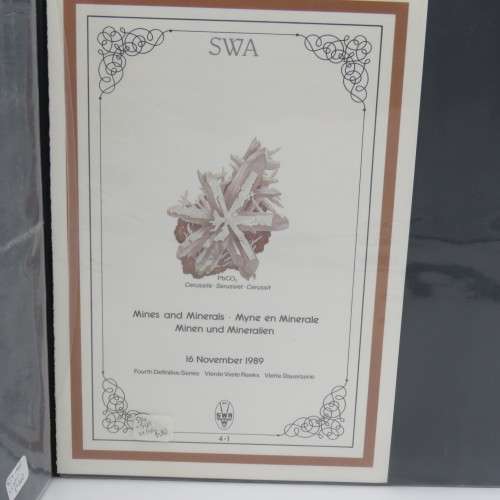 SWA
PbCO₃
Cerussite · Serussiet · Cerussit
Mines and Minerals · Myne en Minerale
Minen und Mineralien
16 November 1989
Fourth Definitive Series Vierde Vaste Reeks Vierte Dauerserie
SWA
4-1